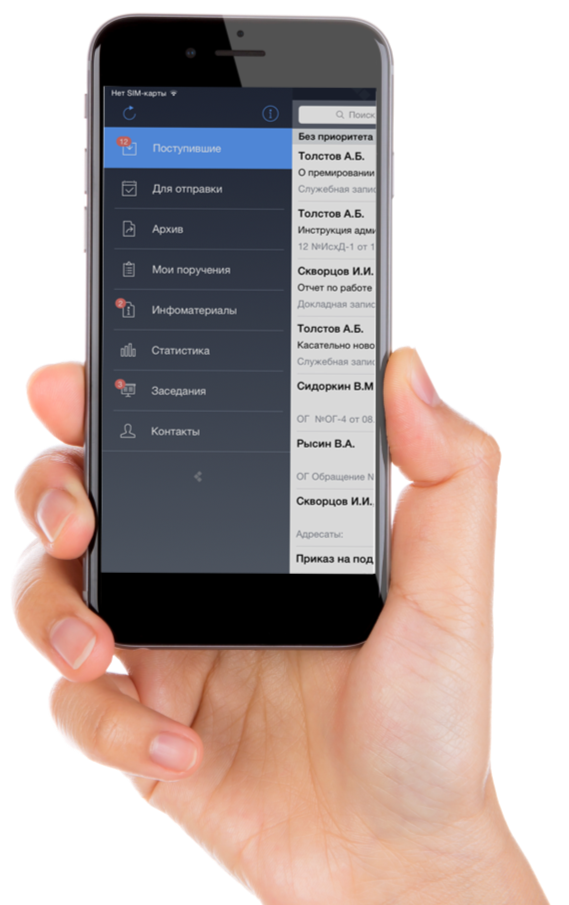 Нет SIM-карты
12
Поступившие
Для отправки
Архив
Мои поручения
2
Инфоматериалы
Статистика
3
Заседания
Контакты
Поиск
Без приоритета
Толстов А.Б.
О премировании
Служебная запис
Толстов А.Б.
Инструкция адми
12 №ИсхД-1 от 1
Скворцов И.И.
Отчет по работе
Докладная запис
Толстов А.Б.
Касательно ново
Служебная запис
Сидоркин В.М
ОГ №ОГ-4 от 08.
Рысин В.А.
ОГ Обращение N
Скворцов И.И.
Адресаты:
Приказ на под